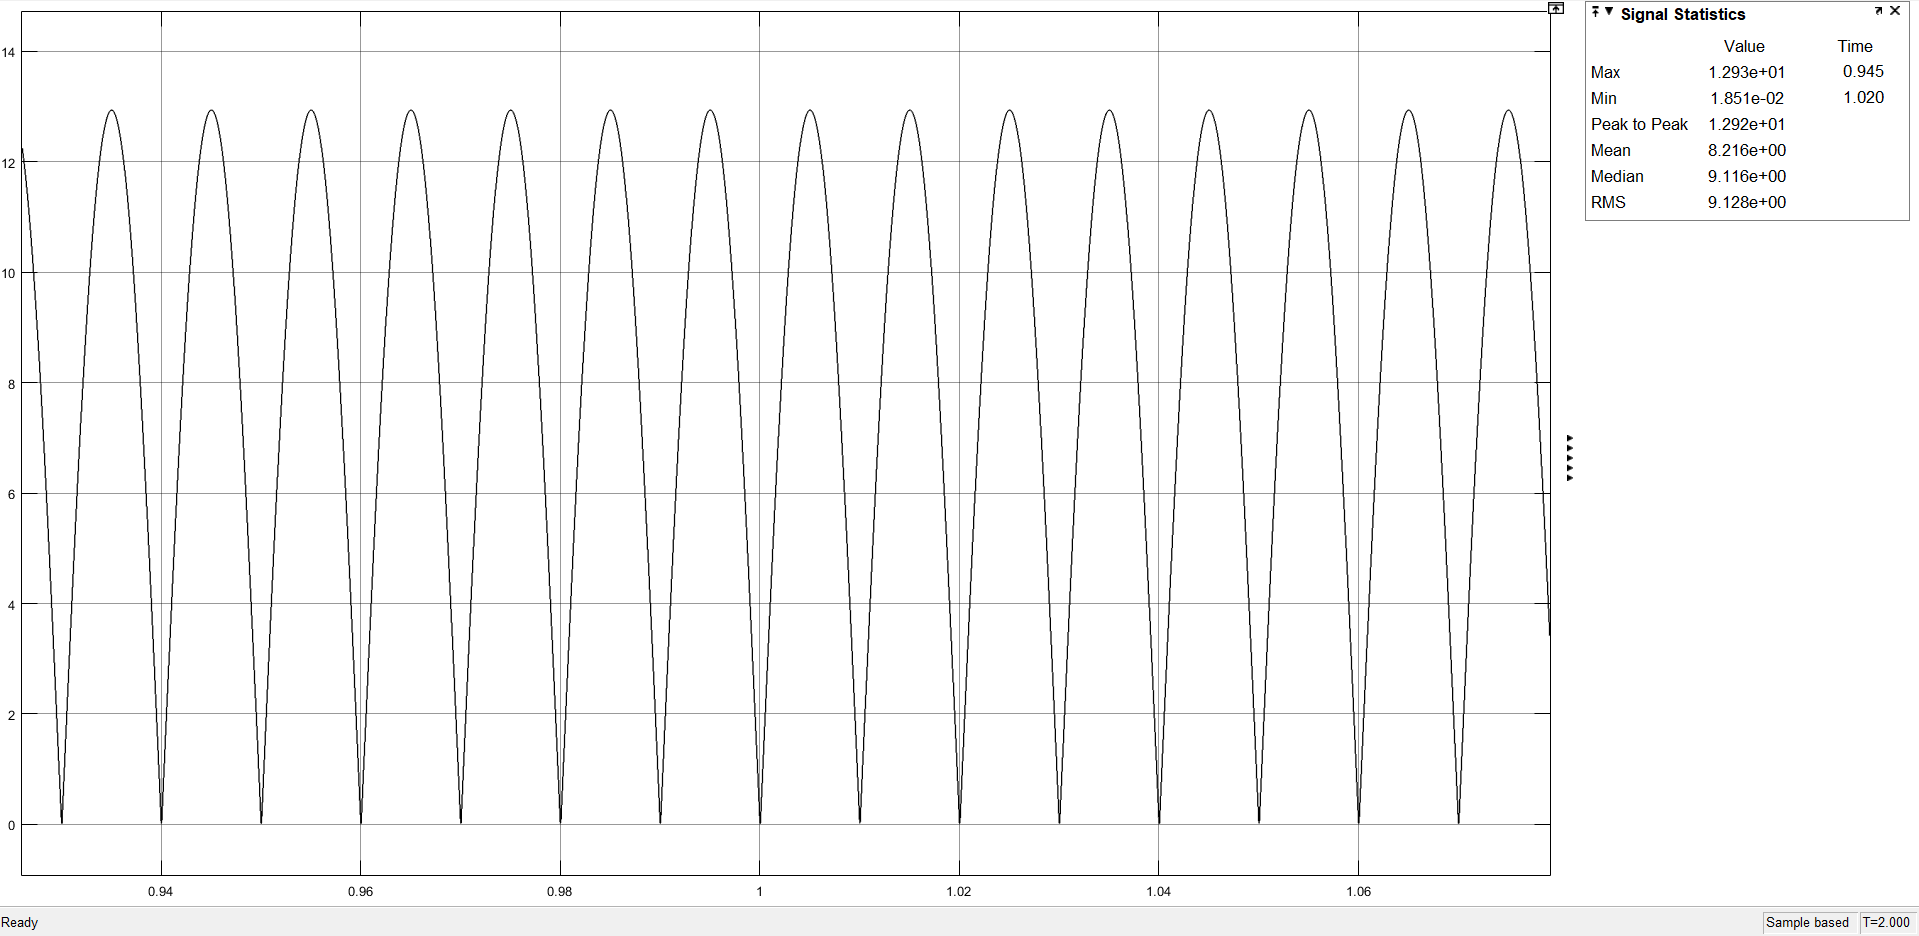 Signal Statistics
Value Time
Max 1.293e+01 0.945
Min 1.851e-02 1.020
Peak to Peak 1.292e+01
Mean 8.216e+00
Median 9.116e+00
RMS 9.128e+00
14
12
10
8
6
4
2
0
0.94 0.96 0.98 1 1.02 1.04 1.06
Ready Sample based T=2.000